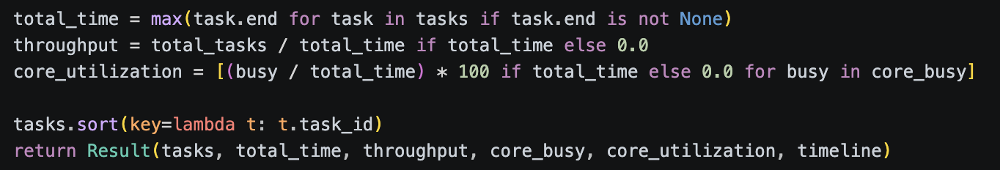 total_time = max(task.end for task in tasks if task.end is not None)
throughput = total_tasks / total_time if total_time else 0.0
core_utilization = [(busy / total_time) * 100 if total_time else 0.0 for busy in core_busy]
tasks.sort(key=lambda t: t.task_id)
return Result(tasks, total_time, throughput, core_busy, core_utilization, timeline)